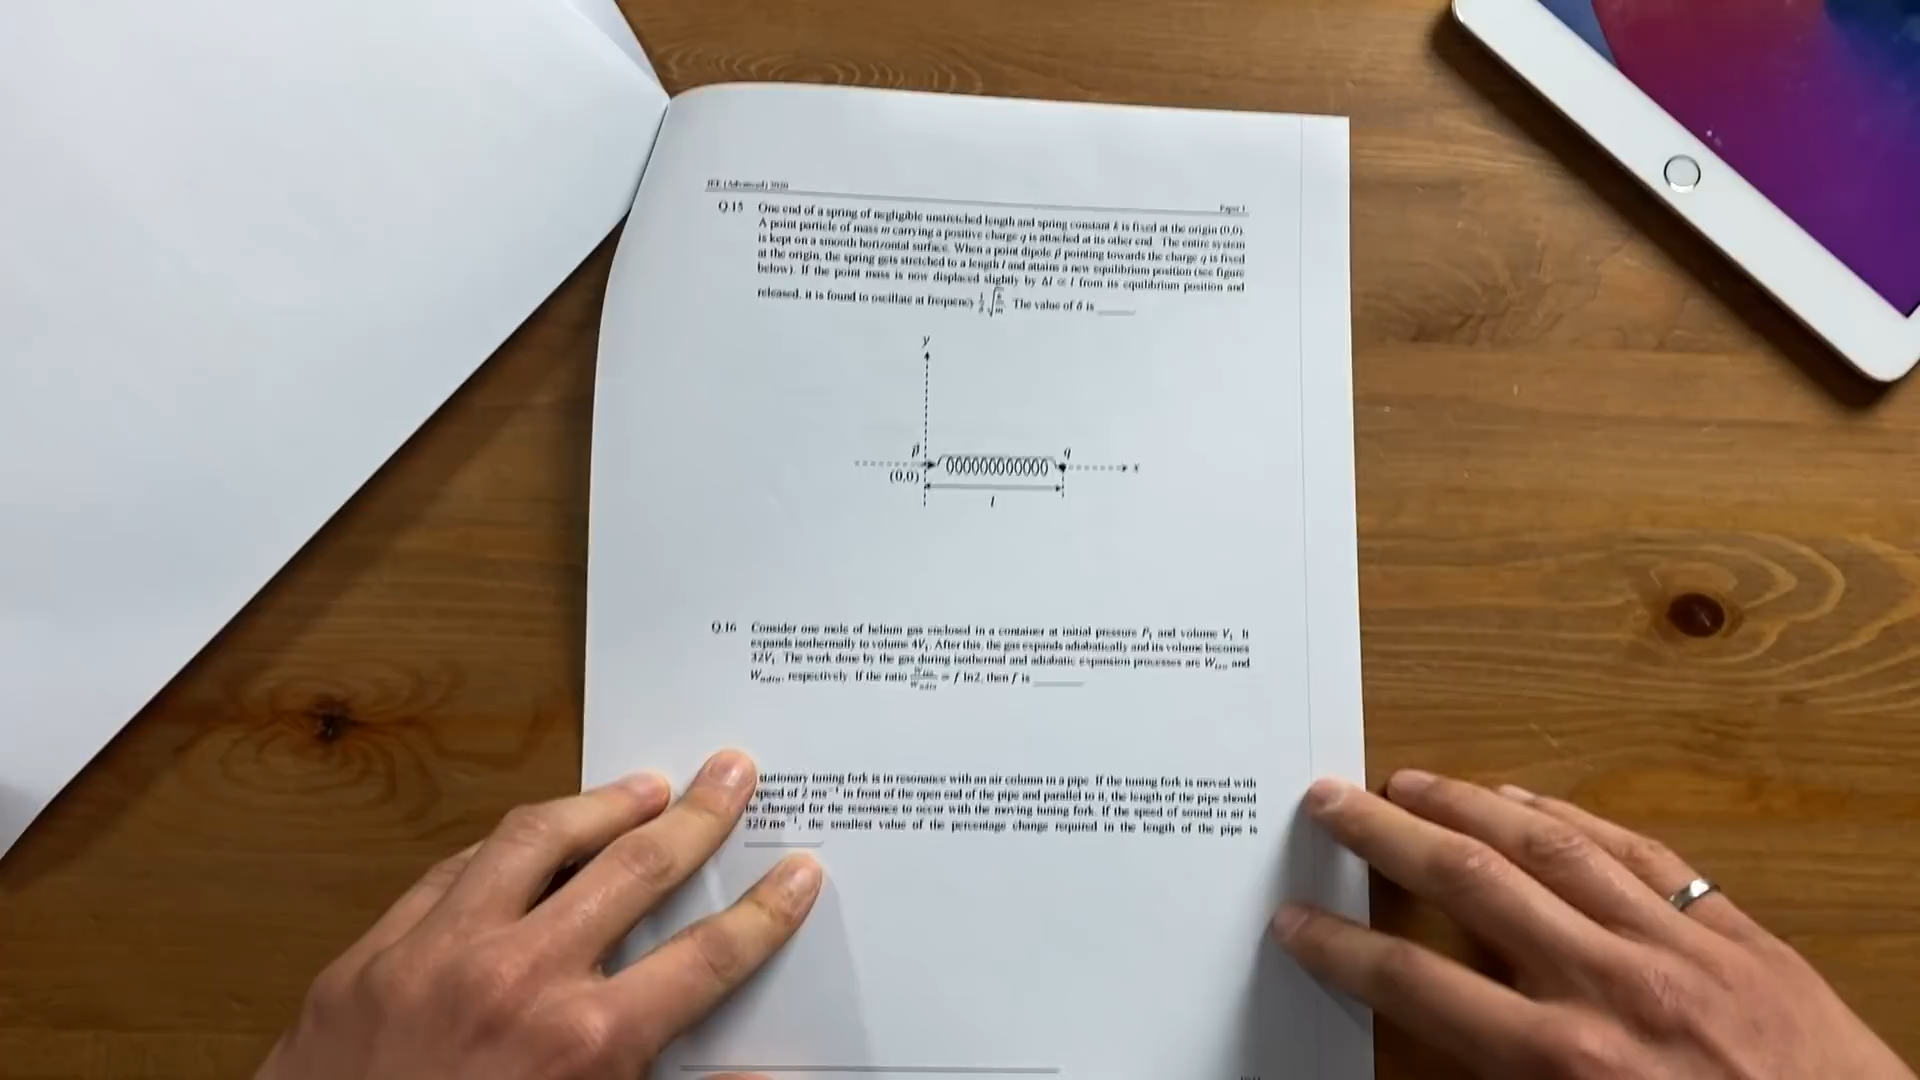 JEE (Advanced) 2020
Paper 1
Q.15 One end of a spring of negligible unstretched length and spring constant k is fixed at the origin (0,0).
A point particle of mass m carrying a positive charge q is attached at its other end. The entire system
is kept on a smooth horizontal surface. When a point dipole p⃗ pointing towards the charge q is fixed
at the origin, the spring gets stretched to a length l and attains a new equilibrium position (see figure
below). If the point mass is now displaced slightly by Δl ≪ l from its equilibrium position and
released, it is found to oscillate at frequency 1/δ √(k/m). The value of δ is ______
y
p⃗
q
x
(0,0)
l
Q.16 Consider one mole of helium gas enclosed in a container at initial pressure P₁ and volume V₁. It
expands isothermally to volume 4V₁. After this, the gas expands adiabatically and its volume becomes
32V₁. The work done by the gas during isothermal and adiabatic expansion processes are W_iso and
W_adia, respectively. If the ratio W_iso/W_adia = f ln2, then f is ______
stationary tuning fork is in resonance with an air column in a pipe. If the tuning fork is moved with
speed of 2 ms⁻¹ in front of the open end of the pipe and parallel to it, the length of the pipe should
be changed for the resonance to occur with the moving tuning fork. If the speed of sound in air is
320 ms⁻¹, the smallest value of the percentage change required in the length of the pipe is
______